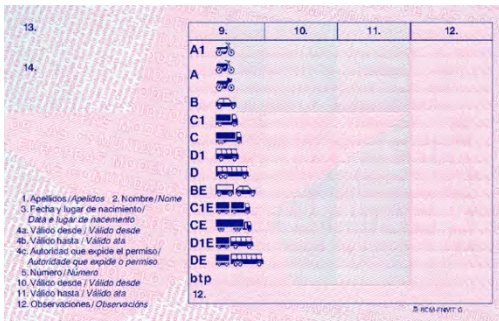 13.
14.
9. 10. 11. 12.
A1
A
B
C1
C
D1
D
BE
C1E
CE
D1E
DE
btp
12.
1. Apellidos/Apelidos 2. Nombre/Nome
3. Fecha y lugar de nacimiento/
Data e lugar de nacemento
4a. Válido desde / Válido desde
4b. Válido hasta / Válido ata
4c. Autoridad que expide el permiso/
Autoridade que expide o permiso
5. Número/Número
10. Válido desde / Válido desde
11. Válido hasta / Válido ata
12. Observaciones/Observacións